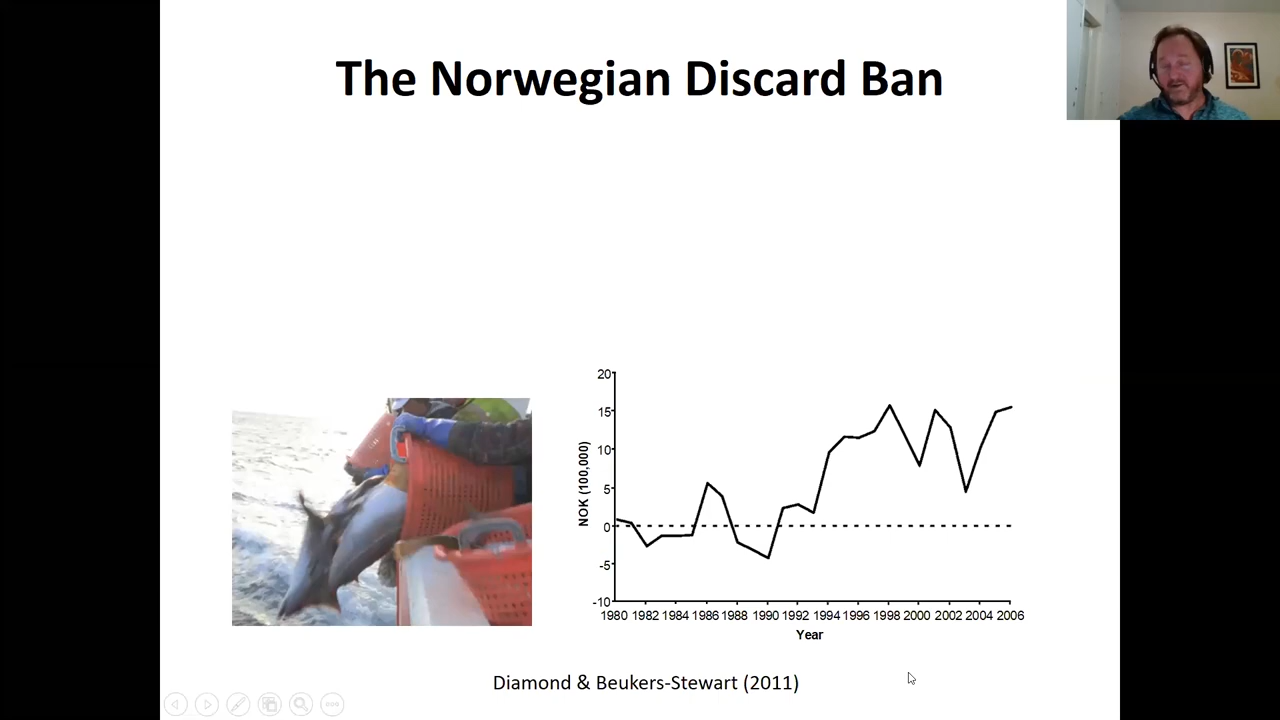 The Norwegian Discard Ban
NOK (100,000)
20
15
10
5
0
-5
-10
1980 1982 1984 1986 1988 1990 1992 1994 1996 1998 2000 2002 2004 2006
Year
Diamond & Beukers-Stewart (2011)